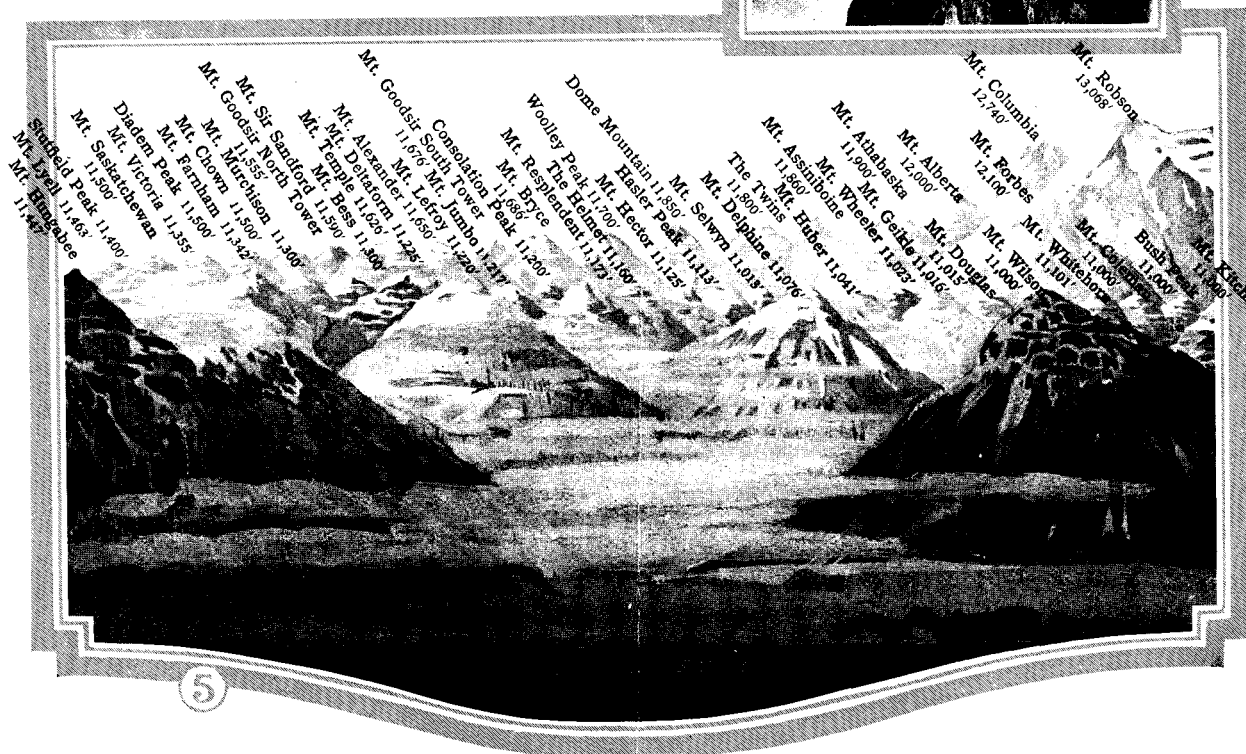 Mt. Hungabee
11,447'
Mt. Lyell 11,463'
Stutfield Peak 11,400'
Mt. Saskatchewan
11,500'
Mt. Victoria 11,355'
Diadem Peak 11,500'
Mt. Farnham 11,342'
Mt. Chown 11,500'
Mt. Murchison 11,300'
Mt. Goodsir North Tower
11,555'
Mt. Sir Sandford 11,590'
Mt. Bess 11,300'
Mt. Temple 11,626'
Mt. Deltaform 11,225'
Mt. Alexander 11,650'
Mt. Lefroy 11,220'
Mt. Goodsir South Tower
11,676'
Mt. Jumbo 11,217'
Consolation Peak 11,200'
Mt. Bryce
11,686'
Mt. Resplendent 11,173'
The Helmet 11,160'
Woolley Peak 11,700'
Mt. Hector 11,125'
Dome Mountain 11,850'
Hasler Peak 11,113'
Mt. Selwyn 11,013'
Mt. Delphine 11,076'
The Twins
11,800'
Mt. Huber 11,041'
Mt. Assiniboine
11,860'
Mt. Wheeler 11,023'
Mt. Geikie 11,016'
Mt. Athabaska
11,900'
Mt. Douglas
11,015'
Mt. Alberta
12,000'
Mt. Wilson
11,000'
Mt. Forbes
12,100'
Mt. Whitehorn
11,101'
Mt. Columbia
12,740'
Mt. Coleman
11,000'
Mt. Robson
13,068'
Bush Peak
11,000'
Mt. Kitch
11,000'
5